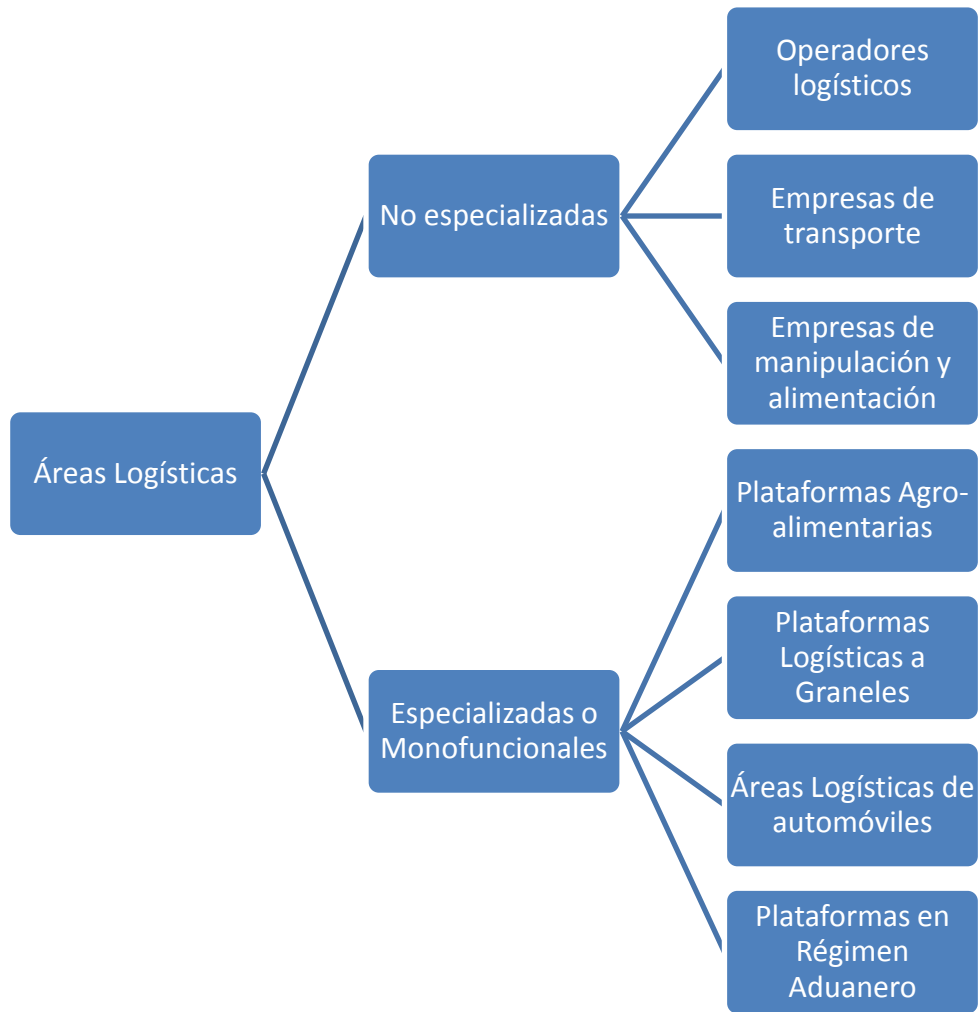 Áreas Logísticas
No especializadas
Operadores
logísticos
Empresas de
transporte
Empresas de
manipulación y
alimentación
Especializadas o
Monofuncionales
Plataformas Agro-
alimentarias
Plataformas
Logísticas a
Graneles
Áreas Logísticas de
automóviles
Plataformas en
Régimen
Aduanero